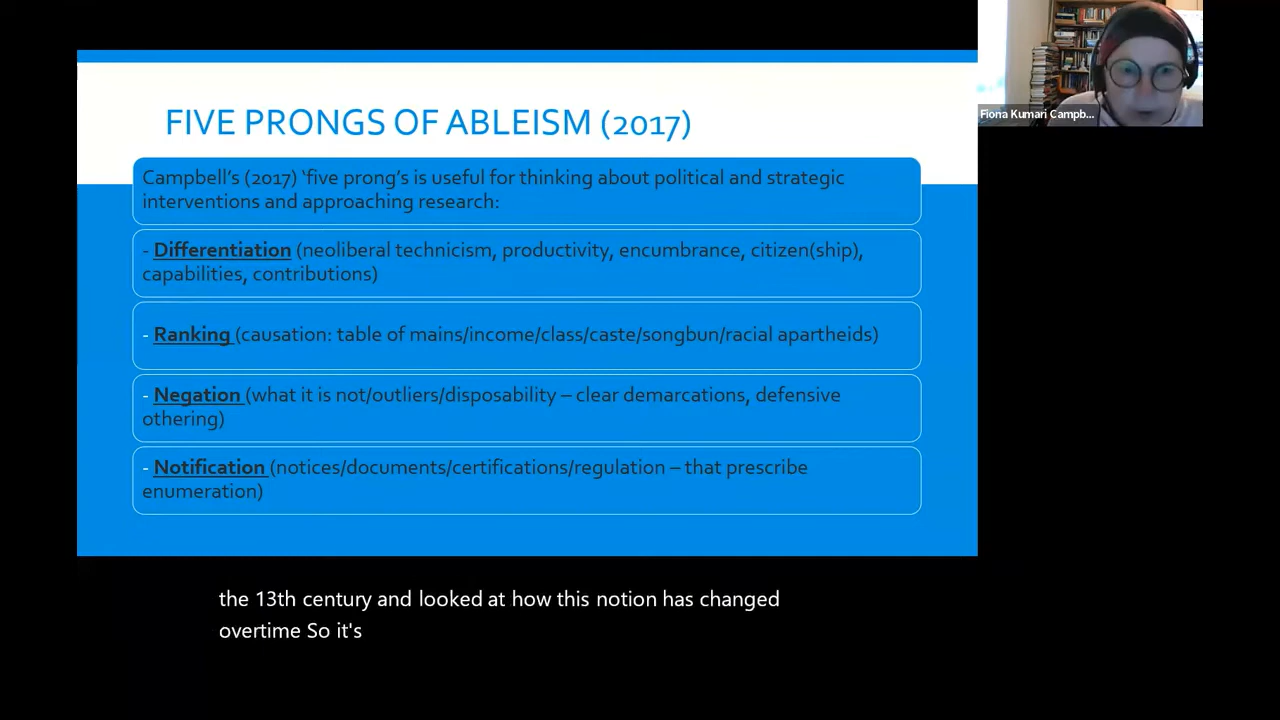 FIVE PRONGS OF ABLEISM (2017)
Campbell's (2017) 'five prong's is useful for thinking about political and strategic
interventions and approaching research:
- Differentiation (neoliberal technicism, productivity, encumbrance, citizen(ship),
capabilities, contributions)
- Ranking (causation: table of mains/income/class/caste/songbun/racial apartheids)
- Negation (what it is not/outliers/disposability – clear demarcations, defensive
othering)
- Notification (notices/documents/certifications/regulation – that prescribe
enumeration)
Fiona Kumari Campb...
the 13th century and looked at how this notion has changed
overtime So it's